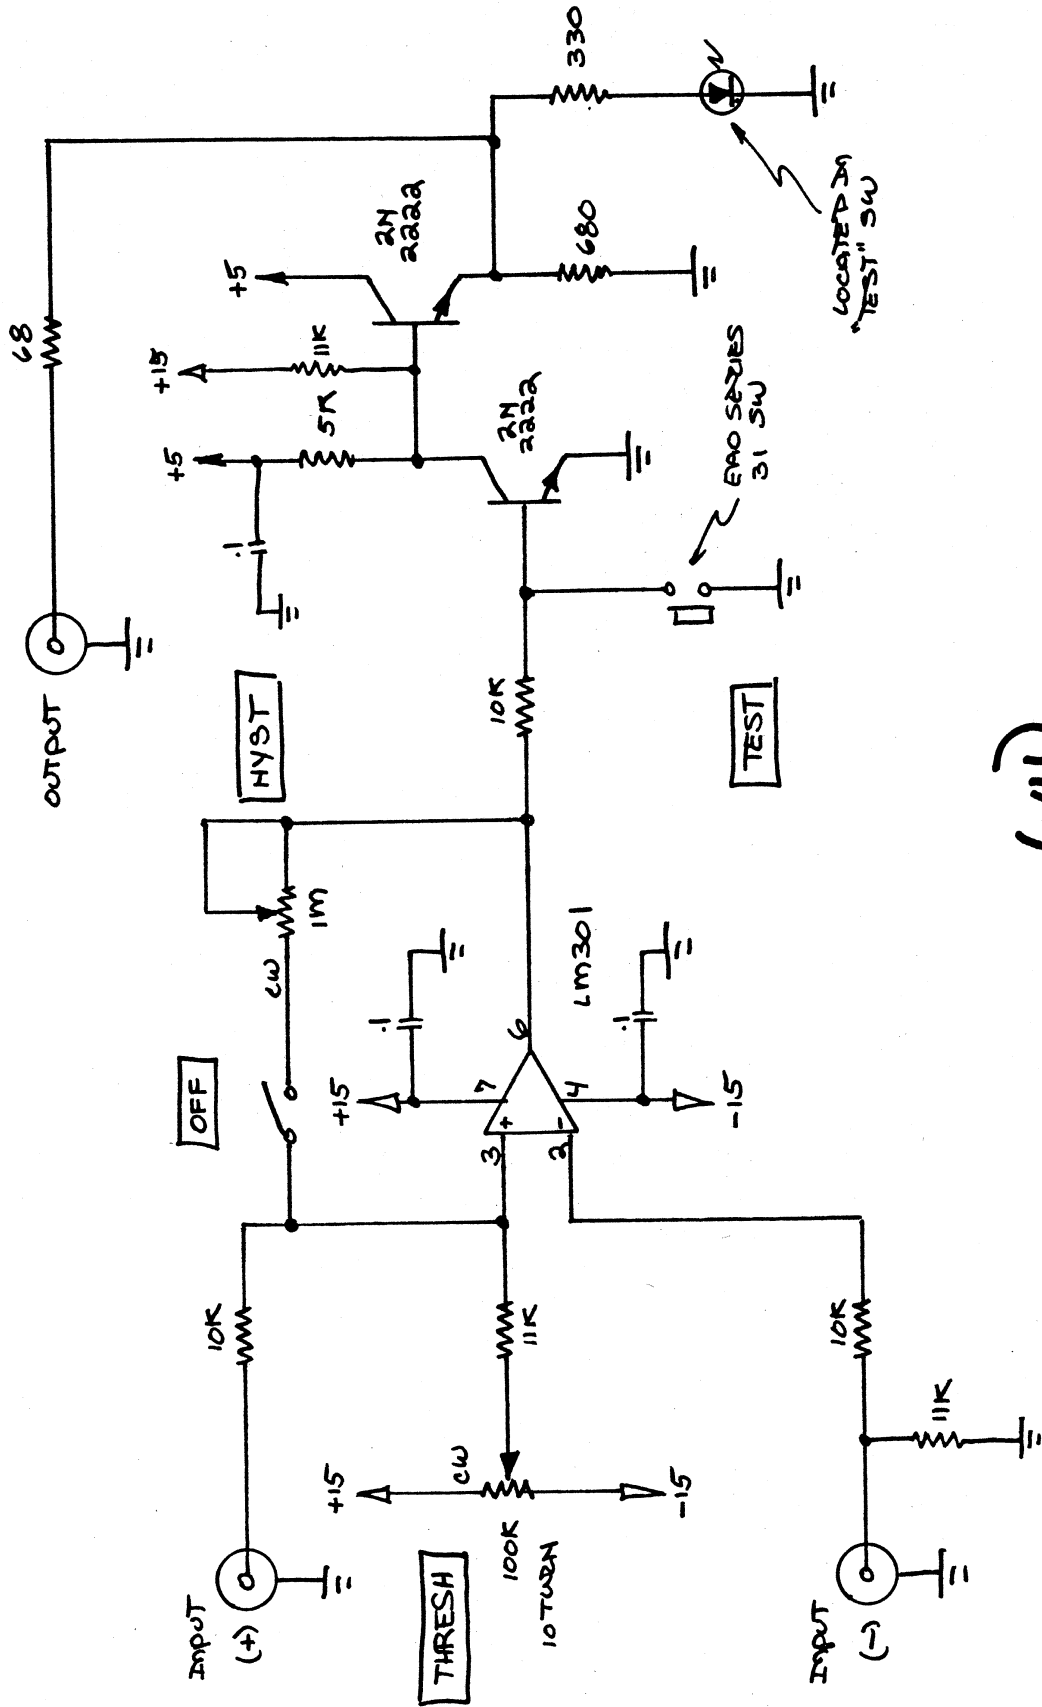 INPUT
(+)
10K
THRESH
+15
CW
100K
10 TURN
-15
11K
INPUT
(-)
11K
10K
OFF
CW
1M
HYST
+15
.1
3
+
7
2
-
4
6
LM301
.1
-15
10K
TEST
EAO SERIES
31 SW
OUTPUT
68
.1
+5
5K
+15
11K
2N
2222
+5
2N
2222
680
330
LOCATED IN
"TEST" SW